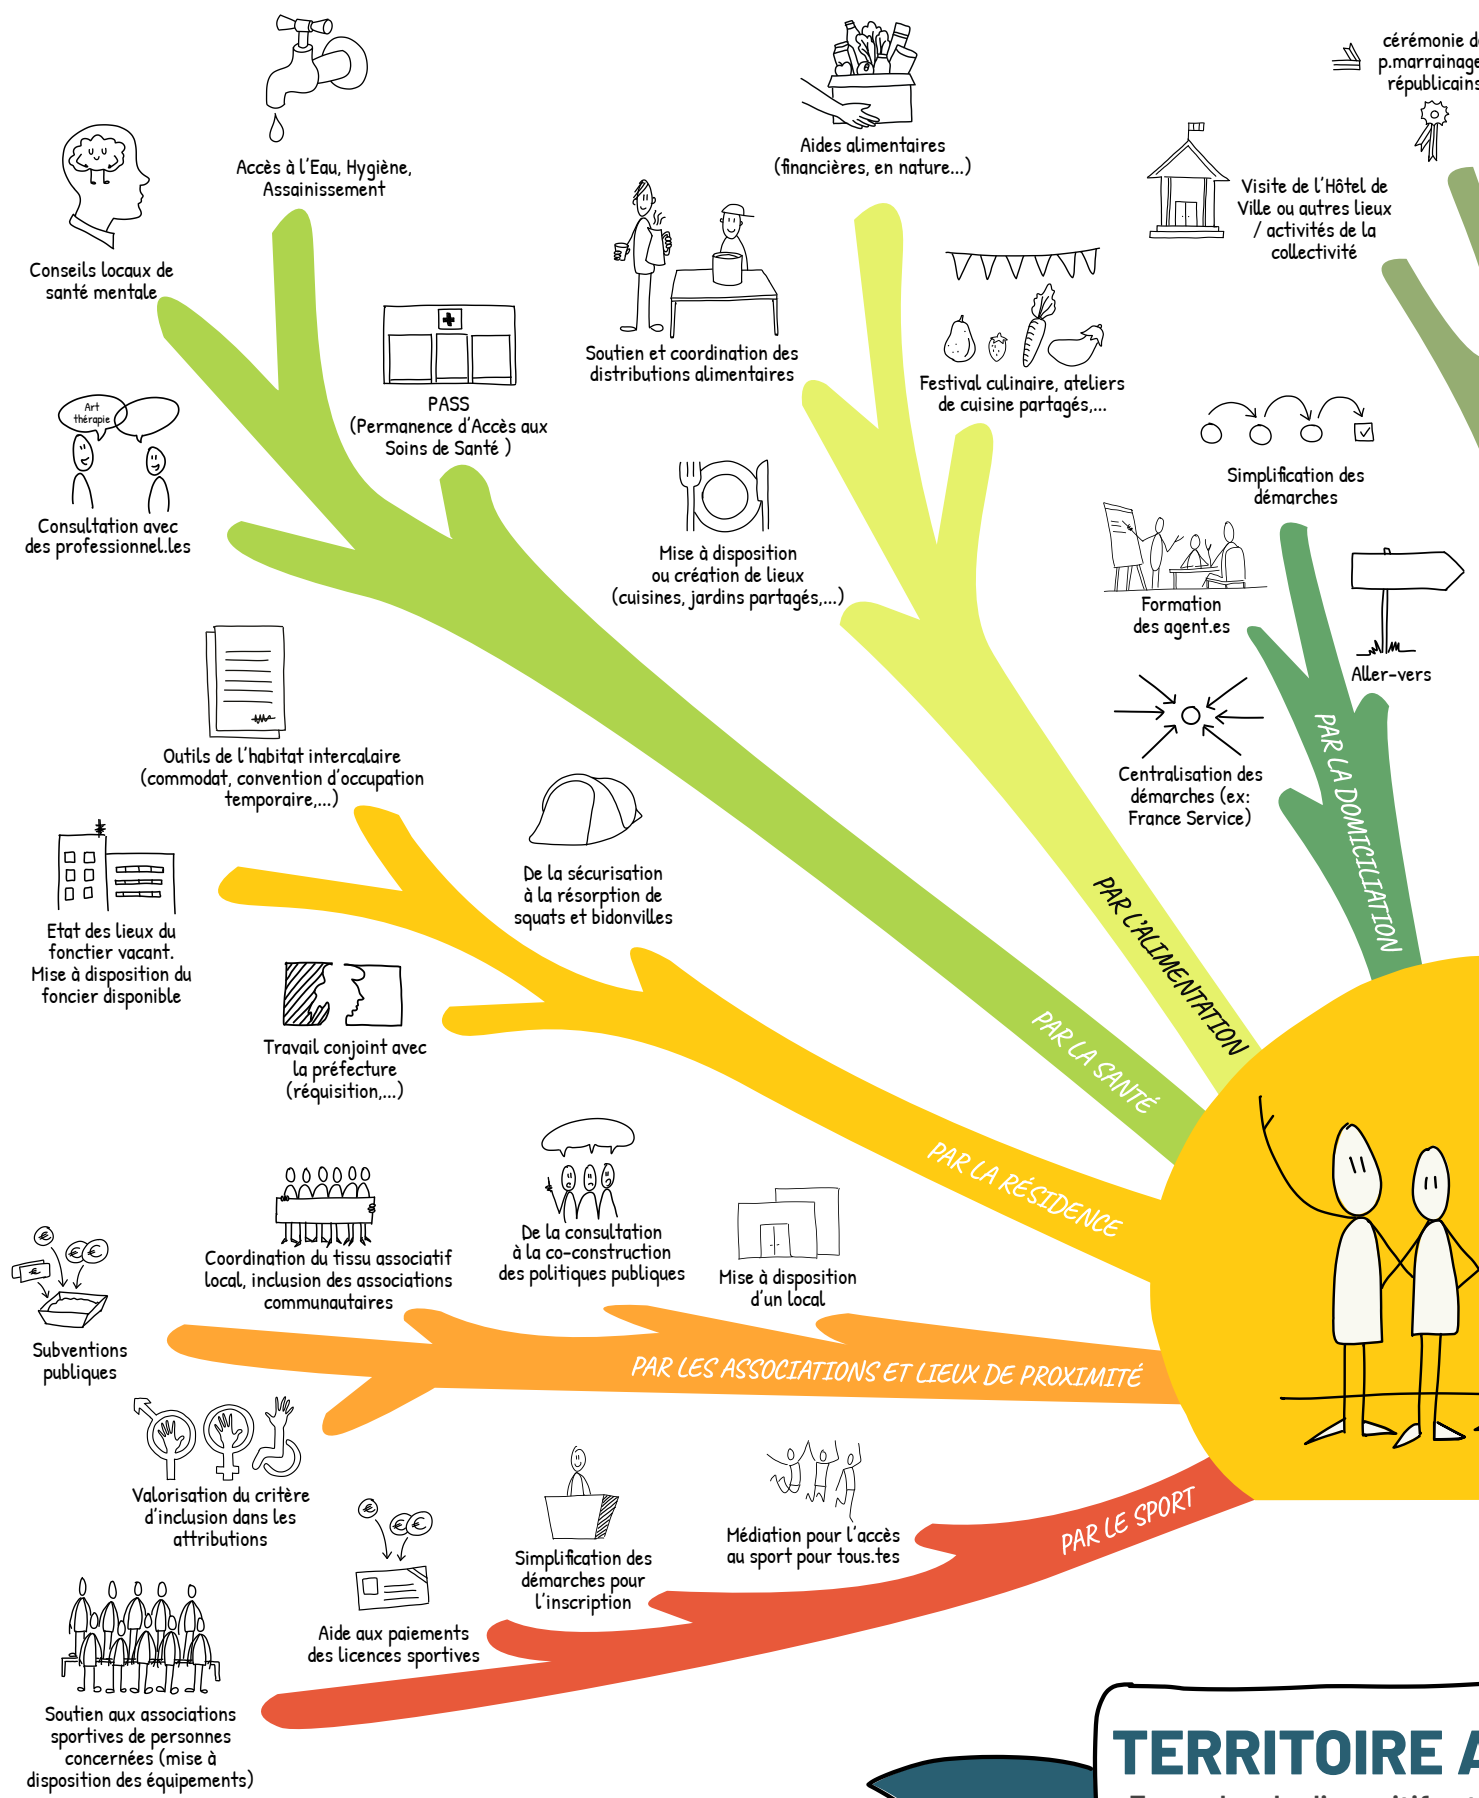 Accès à l'Eau, Hygiène,
Assainissement
Conseils locaux de
santé mentale
Art
thérapie
Consultation avec
des professionnel.les
PASS
(Permanence d'Accès aux
Soins de Santé )
PAR LA SANTÉ
Aides alimentaires
(financières, en nature...)
Soutien et coordination des
distributions alimentaires
Festival culinaire, ateliers
de cuisine partagés,...
Mise à disposition
ou création de lieux
(cuisines, jardins partagés,...)
PAR L'ALIMENTATION
cérémonie d
p.marrainage
républicains
Visite de l'Hôtel de
Ville ou autres lieux
/ activités de la
collectivité
Simplification des
démarches
Formation
des agent.es
Aller-vers
Centralisation des
démarches (ex:
France Service)
PAR LA DOMICILIATION
Outils de l'habitat intercalaire
(commodat, convention d'occupation
temporaire,...)
De la sécurisation
à la résorption de
squats et bidonvilles
Etat des lieux du
fonctier vacant.
Mise à disposition du
foncier disponible
Travail conjoint avec
la préfecture
(réquisition,...)
PAR LA RÉSIDENCE
Coordination du tissu associatif
local, inclusion des associations
communautaires
De la consultation
à la co-construction
des politiques publiques
Mise à disposition
d'un local
Subventions
publiques
PAR LES ASSOCIATIONS ET LIEUX DE PROXIMITÉ
Valorisation du critère
d'inclusion dans les
attributions
Simplification des
démarches pour
l'inscription
Médiation pour l'accès
au sport pour tous.tes
Aide aux paiements
des licences sportives
PAR LE SPORT
Soutien aux associations
sportives de personnes
concernées (mise à
disposition des équipements)
TERRITOIRE A